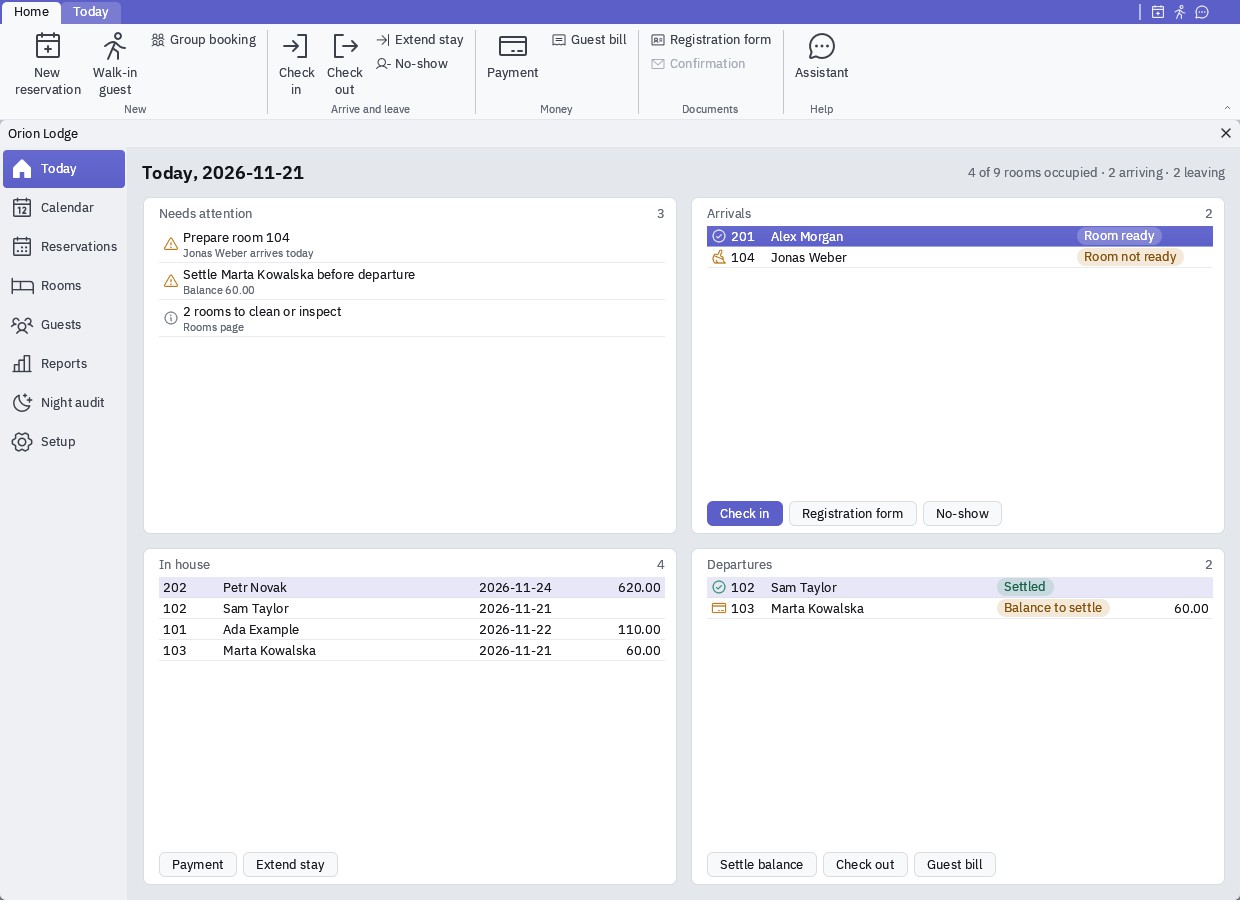 Home Today
New reservation
Walk-in guest
Group booking
New
Check in
Check out
Extend stay
No-show
Arrive and leave
Payment
Guest bill
Money
Registration form
Confirmation
Documents
Assistant
Help
Orion Lodge
Today
Calendar
Reservations
Rooms
Guests
Reports
Night audit
Setup
Today, 2026-11-21
4 of 9 rooms occupied · 2 arriving · 2 leaving
Needs attention 3
Prepare room 104
Jonas Weber arrives today
Settle Marta Kowalska before departure
Balance 60.00
2 rooms to clean or inspect
Rooms page
Arrivals 2
201 Alex Morgan Room ready
104 Jonas Weber Room not ready
Check in Registration form No-show
In house 4
202 Petr Novak 2026-11-24 620.00
102 Sam Taylor 2026-11-21
101 Ada Example 2026-11-22 110.00
103 Marta Kowalska 2026-11-21 60.00
Payment Extend stay
Departures 2
102 Sam Taylor Settled
103 Marta Kowalska Balance to settle 60.00
Settle balance Check out Guest bill